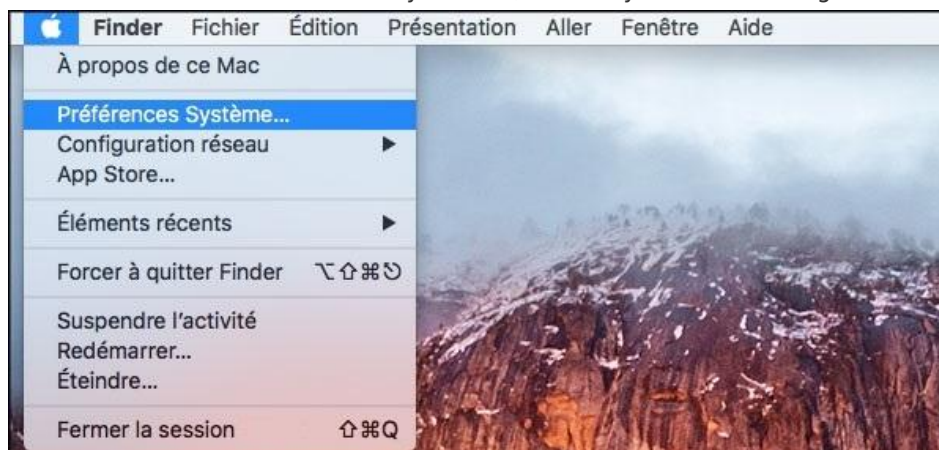 Finder Fichier Édition Présentation Aller Fenêtre Aide
À propos de ce Mac
Préférences Système...
Configuration réseau ▶
App Store...
Éléments récents ▶
Forcer à quitter Finder ⌥⇧⌘⎋
Suspendre l'activité
Redémarrer...
Éteindre...
Fermer la session ⇧⌘Q